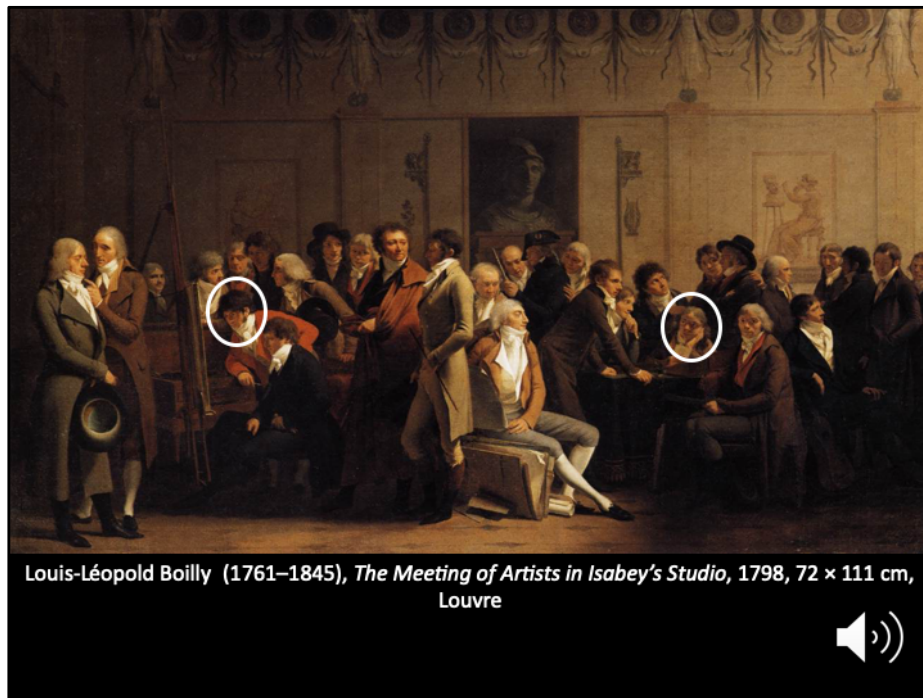 Louis-Léopold Boilly (1761–1845), The Meeting of Artists in Isabey's Studio, 1798, 72 × 111 cm,
Louvre